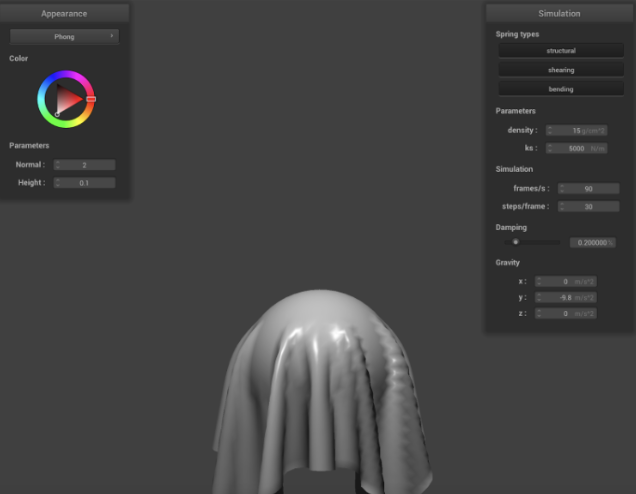 Appearance
Phong
Color
Parameters
Normal : 2
Height : 0.1
Simulation
Spring types
structural
shearing
bending
Parameters
density : 15 g/cm^2
ks : 5000 N/m
Simulation
frames/s : 90
steps/frame : 30
Damping
0.200000 %
Gravity
x : 0 m/s^2
y : -9.8 m/s^2
z : 0 m/s^2